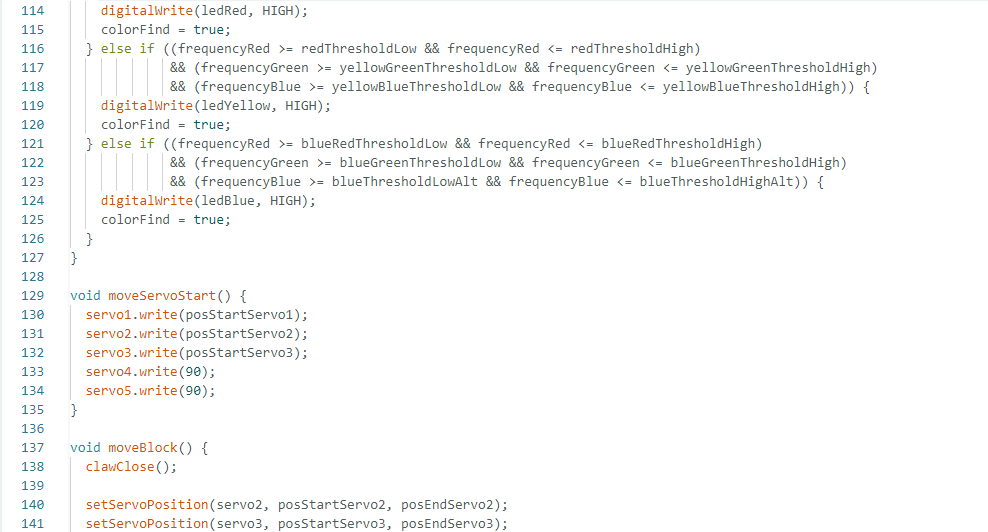 114 digitalWrite(ledRed, HIGH);
115 colorFind = true;
116 } else if ((frequencyRed >= redThresholdLow && frequencyRed <= redThresholdHigh)
117 && (frequencyGreen >= yellowGreenThresholdLow && frequencyGreen <= yellowGreenThresholdHigh)
118 && (frequencyBlue >= yellowBlueThresholdLow && frequencyBlue <= yellowBlueThresholdHigh)) {
119 digitalWrite(ledYellow, HIGH);
120 colorFind = true;
121 } else if ((frequencyRed >= blueRedThresholdLow && frequencyRed <= blueRedThresholdHigh)
122 && (frequencyGreen >= blueGreenThresholdLow && frequencyGreen <= blueGreenThresholdHigh)
123 && (frequencyBlue >= blueThresholdLowAlt && frequencyBlue <= blueThresholdHighAlt)) {
124 digitalWrite(ledBlue, HIGH);
125 colorFind = true;
126 }
127 }
128
129 void moveServoStart() {
130 servo1.write(posStartServo1);
131 servo2.write(posStartServo2);
132 servo3.write(posStartServo3);
133 servo4.write(90);
134 servo5.write(90);
135 }
136
137 void moveBlock() {
138 clawClose();
139
140 setServoPosition(servo2, posStartServo2, posEndServo2);
141 setServoPosition(servo3, posStartServo3, posEndServo3);